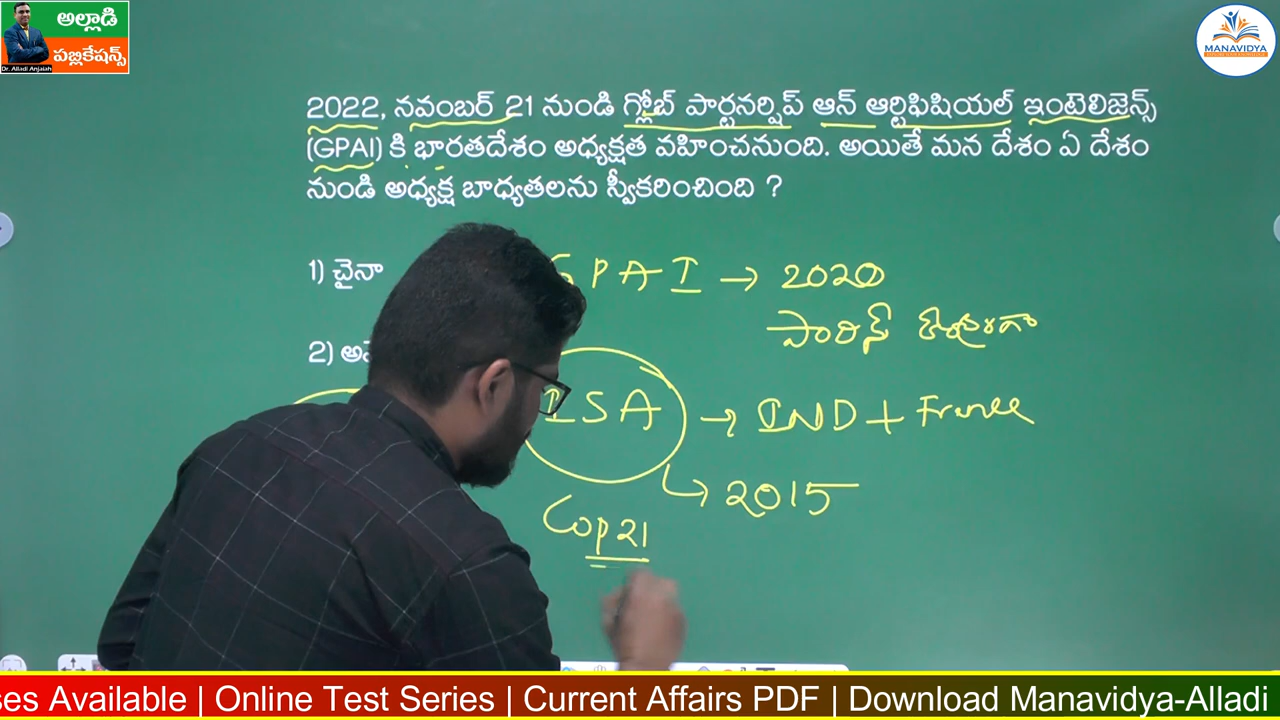 అల్లాడి
పబ్లికేషన్స్
Dr. Alladi Anjaiah
MANAVIDYA
2022, నవంబర్ 21 నుండి గ్లోబ్ పార్టనర్షిప్ ఆన్ ఆర్టిఫిషియల్ ఇంటెలిజెన్స్
(GPAI) కి భారతదేశం అధ్యక్షత వహించనుంది. అయితే మన దేశం ఏ దేశం
నుండి అధ్యక్ష బాధ్యతలను స్వీకరించింది ?
1) చైనా
GPAI → 2020
పారిస్ కేంద్రంగా
2)
ISA → IND + France
→ 2015
Cop21
ses Available | Online Test Series | Current Affairs PDF | Download Manavidya-Alladi